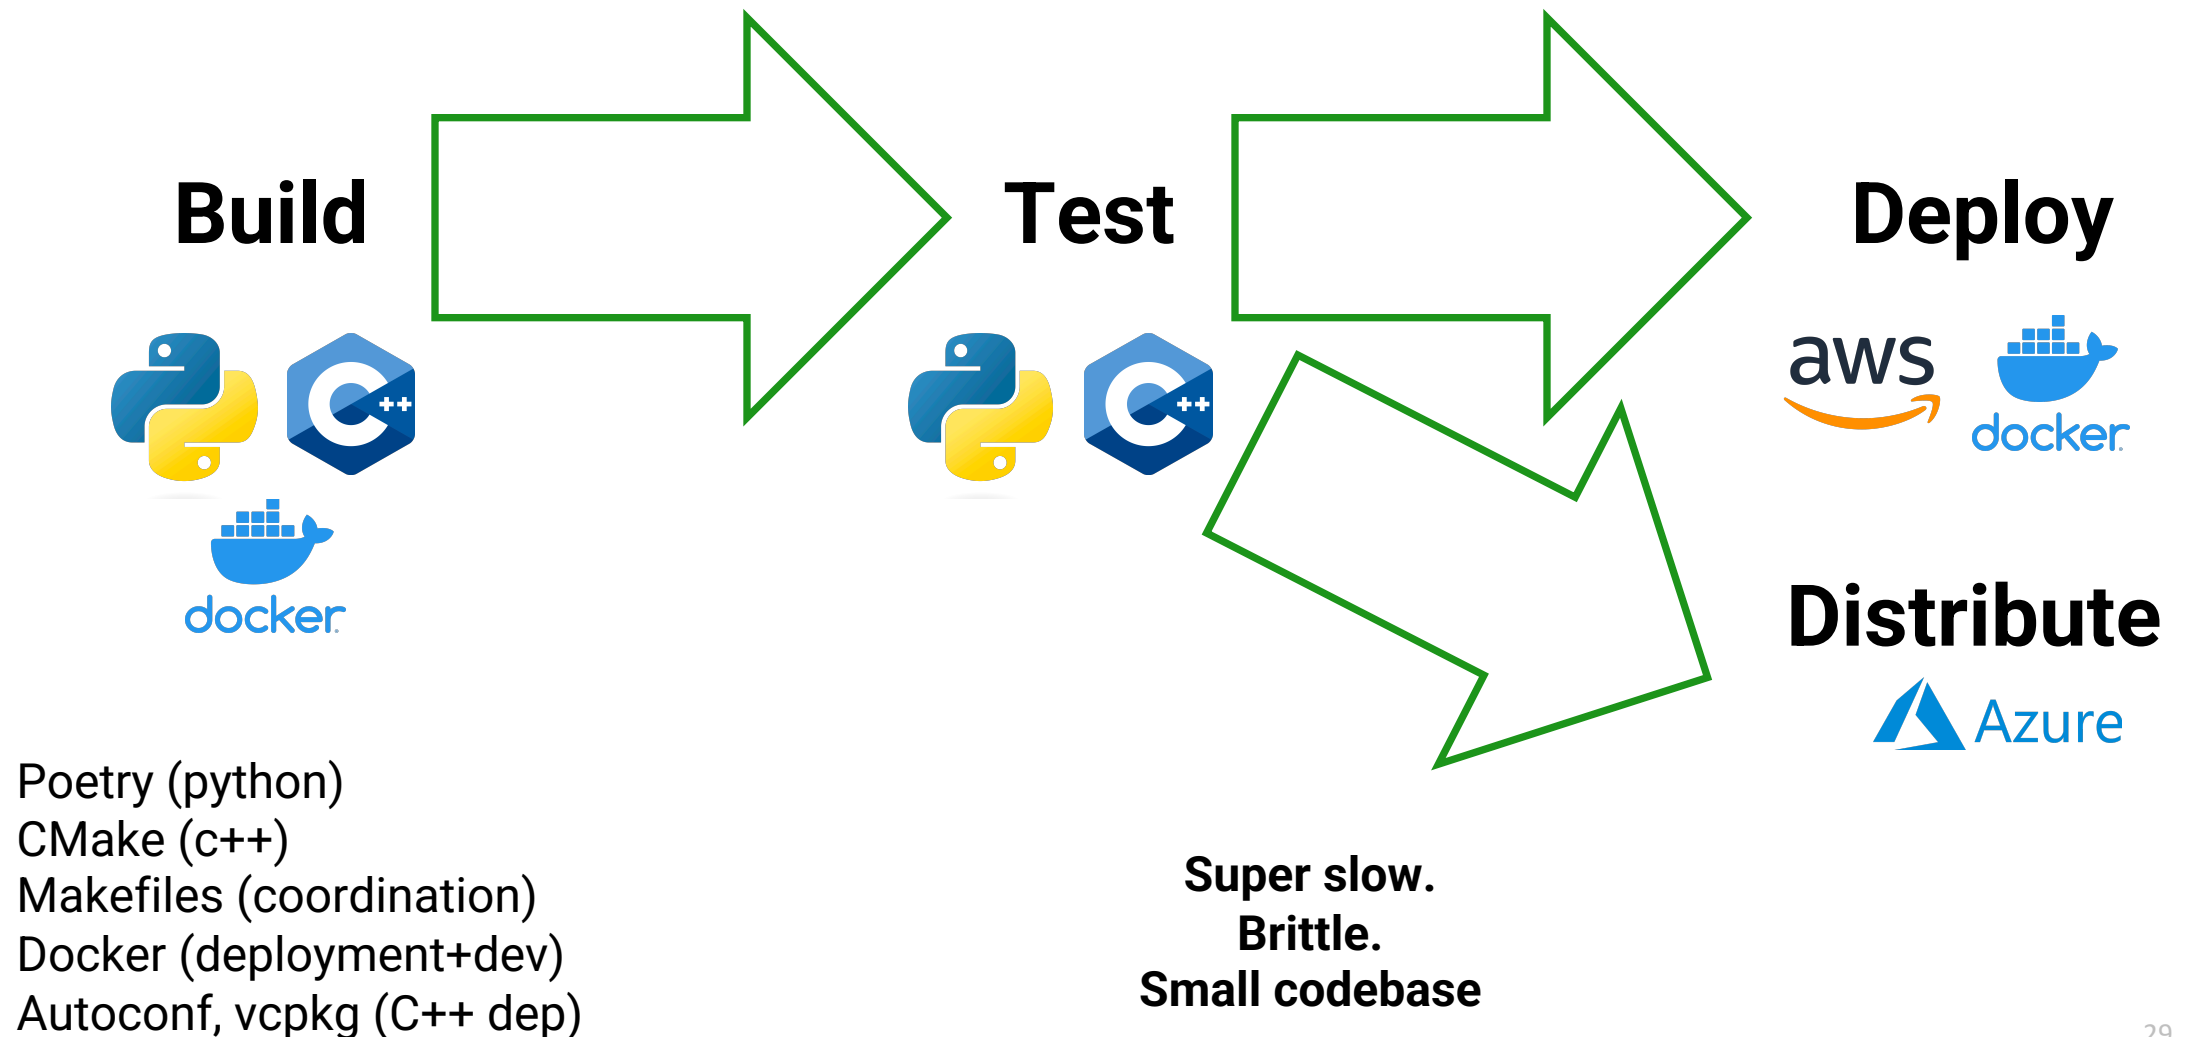 Build
Test
Deploy
++
++
aws
docker
docker
Distribute
Azure
Poetry (python)
CMake (c++)
Makefiles (coordination)
Docker (deployment+dev)
Autoconf, vcpkg (C++ dep)
Super slow.
Brittle.
Small codebase
29